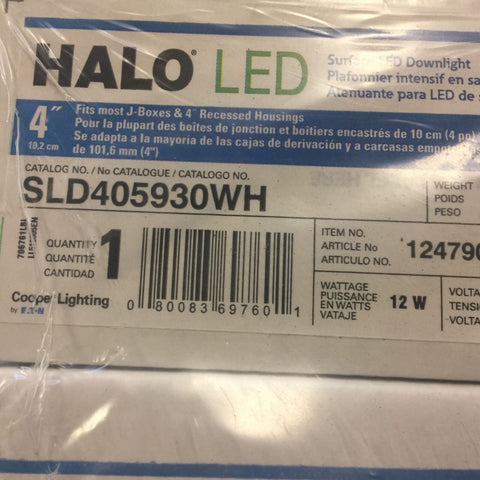 HALO LED
Surface LED Downlight
Plafonnier intensif en sa
Atenuante para LED de s
4"
10,2 cm
Fits most J-Boxes & 4" Recessed Housings
Pour la plupart des boîtes de jonction et boîtiers encastrés de 10 cm (4 po)
Se adapta a la mayoría de las cajas de derivación y a carcasas empotradas
de 101,6 mm (4")
CATALOG NO. / No CATALOGUE / CATALOGO NO.
SLD405930WH
WEIGHT
POIDS
PESO
QUANTITY
QUANTITÉ
CANTIDAD
1
ITEM NO.
ARTICLE No
ARTICULO NO.
124790
WATTAGE
PUISSANCE
EN WATTS
VATAJE
12 W
VOLTA
TENSI
VOLTA
Cooper Lighting
by EATON
0 80083 69760 1